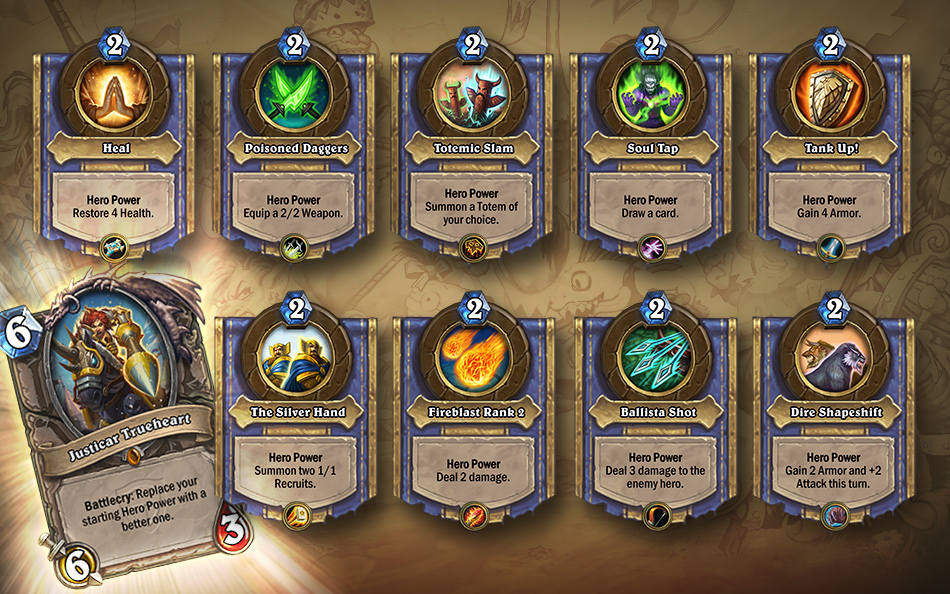 2
Heal
Hero Power
Restore 4 Health.
2
Poisoned Daggers
Hero Power
Equip a 2/2 Weapon.
2
Totemic Slam
Hero Power
Summon a Totem of
your choice.
2
Soul Tap
Hero Power
Draw a card.
2
Tank Up!
Hero Power
Gain 4 Armor.
6
Justicar Trueheart
Battlecry: Replace your
starting Hero Power with a
better one.
6
3
2
The Silver Hand
Hero Power
Summon two 1/1
Recruits.
2
Fireblast Rank 2
Hero Power
Deal 2 damage.
2
Ballista Shot
Hero Power
Deal 3 damage to the
enemy hero.
2
Dire Shapeshift
Hero Power
Gain 2 Armor and +2
Attack this turn.